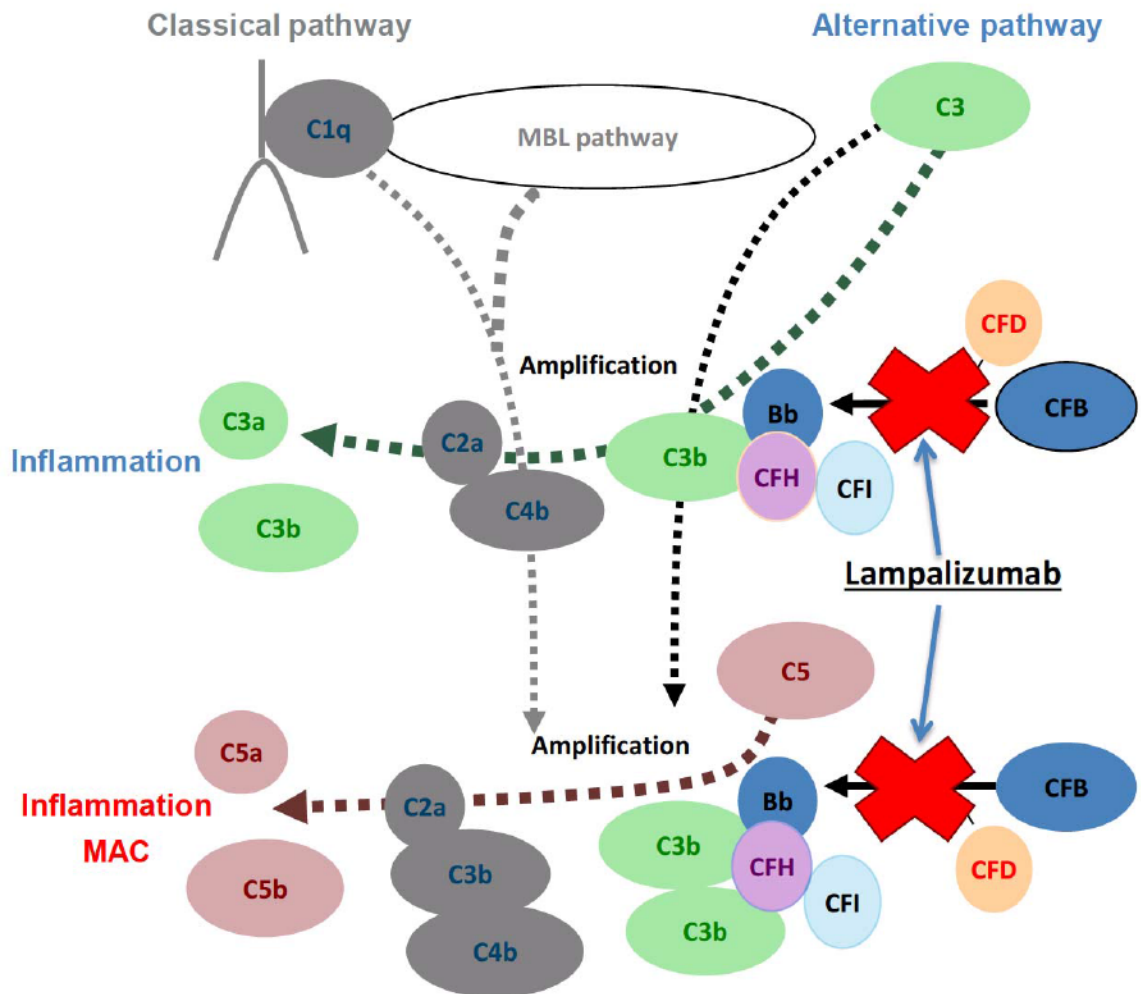 Classical pathway
Alternative pathway
C1q
MBL pathway
C3
CFD
Amplification
Bb
CFB
C3a
C2a
Inflammation
C3b
CFH
CFI
C4b
C3b
Lampalizumab
C5
Amplification
C5a
C2a
Bb
CFB
Inflammation
MAC
C3b
C3b
CFH
CFD
C5b
CFI
C3b
C4b